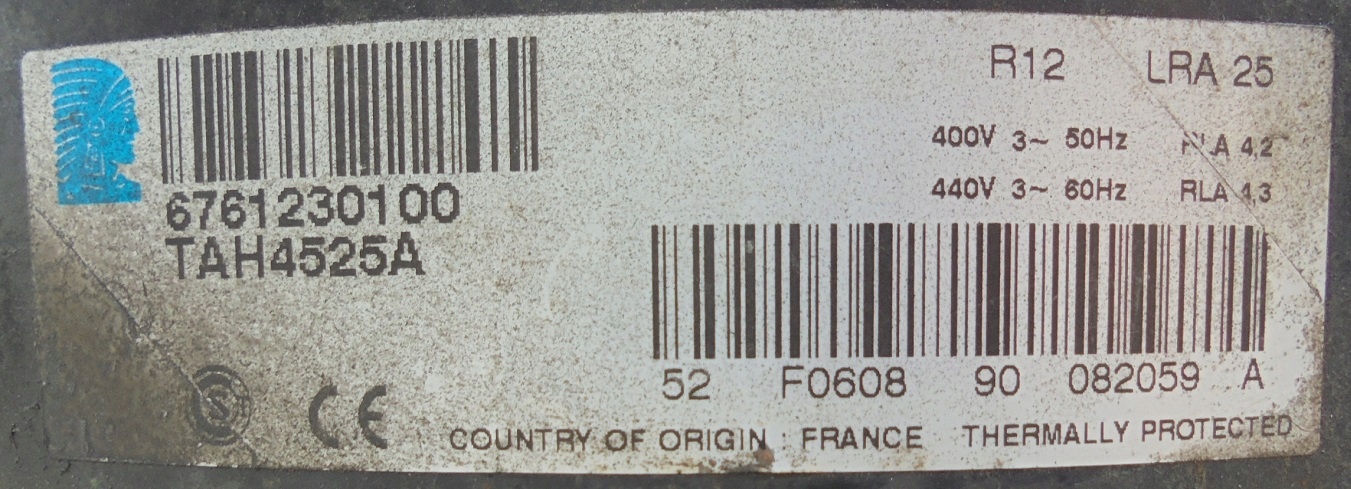 R12 LRA 25
6761230100
TAH4525A
400V 3~ 50Hz RLA 4,2
440V 3~ 60Hz RLA 4,3
52 F0608 90 082059 A
CE
COUNTRY OF ORIGIN : FRANCE THERMALLY PROTECTED